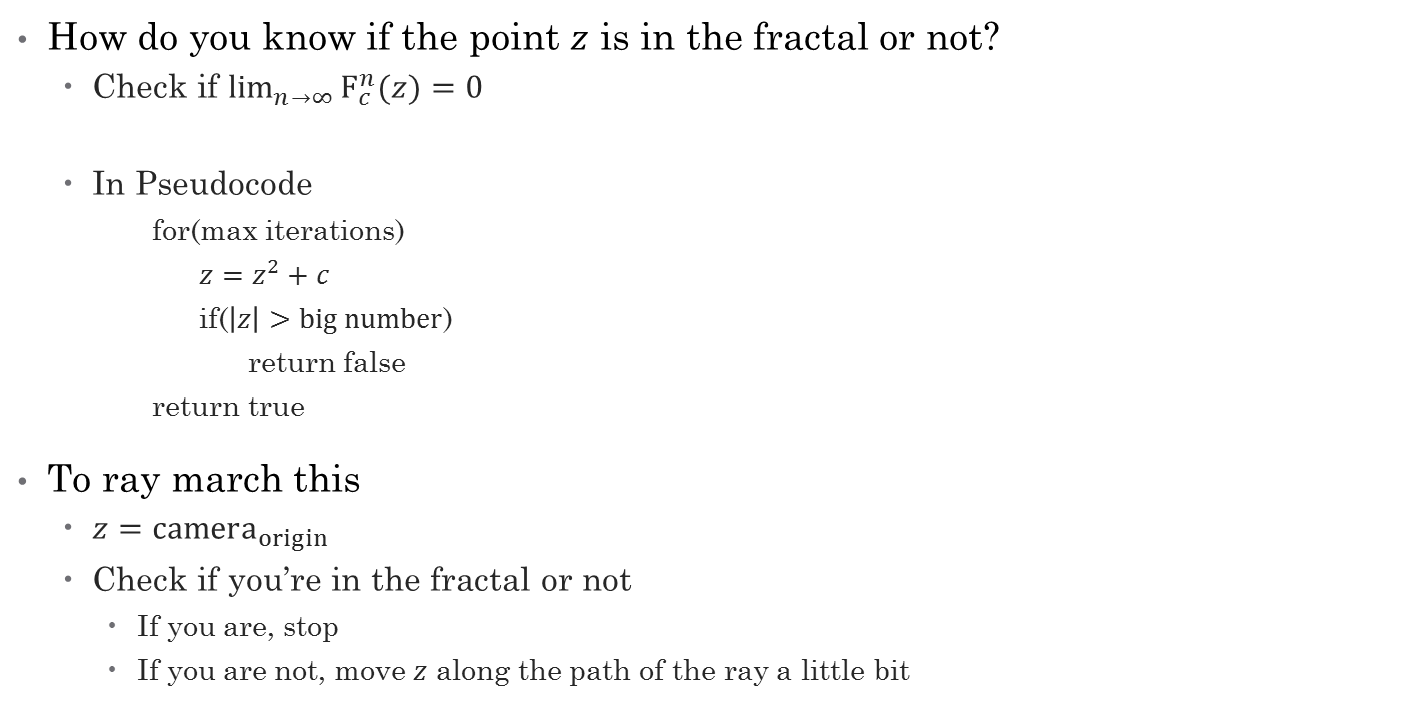 • How do you know if the point z is in the fractal or not?
• Check if limₙ→∞ F_c^n(z) = 0
• In Pseudocode
for(max iterations)
z = z² + c
if(|z| > big number)
return false
return true
• To ray march this
• z = camera_origin
• Check if you’re in the fractal or not
• If you are, stop
• If you are not, move z along the path of the ray a little bit